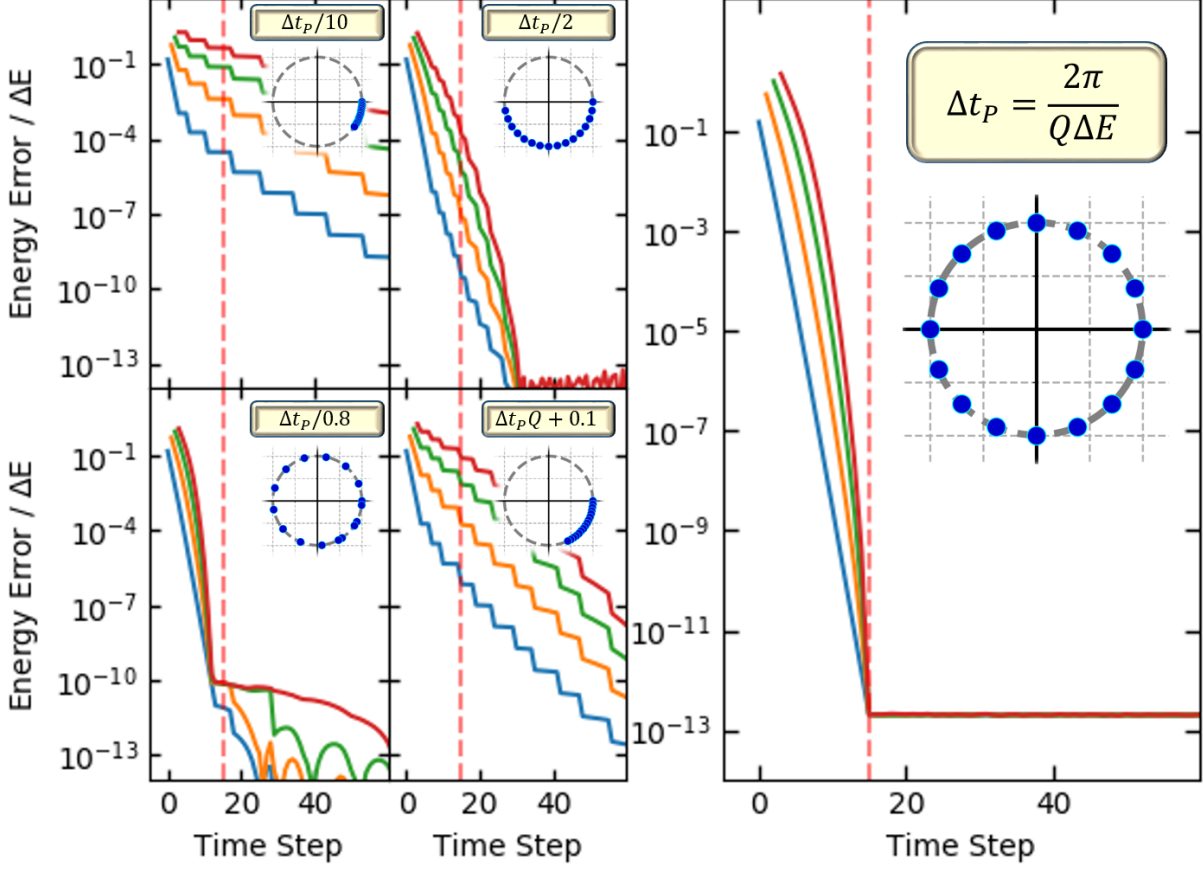 Δt_P/10
Δt_P/2
Energy Error / ΔE
10⁻¹
10⁻⁴
10⁻⁷
10⁻¹⁰
10⁻¹³
Δt_P/0.8
Δt_PQ + 0.1
Energy Error / ΔE
10⁻¹
10⁻⁴
10⁻⁷
10⁻¹⁰
10⁻¹³
0 20 40
0 20 40
Time Step
Time Step
Δt_P = 2π / QΔE
10⁻¹
10⁻³
10⁻⁵
10⁻⁷
10⁻⁹
10⁻¹¹
10⁻¹³
0 20 40
Time Step